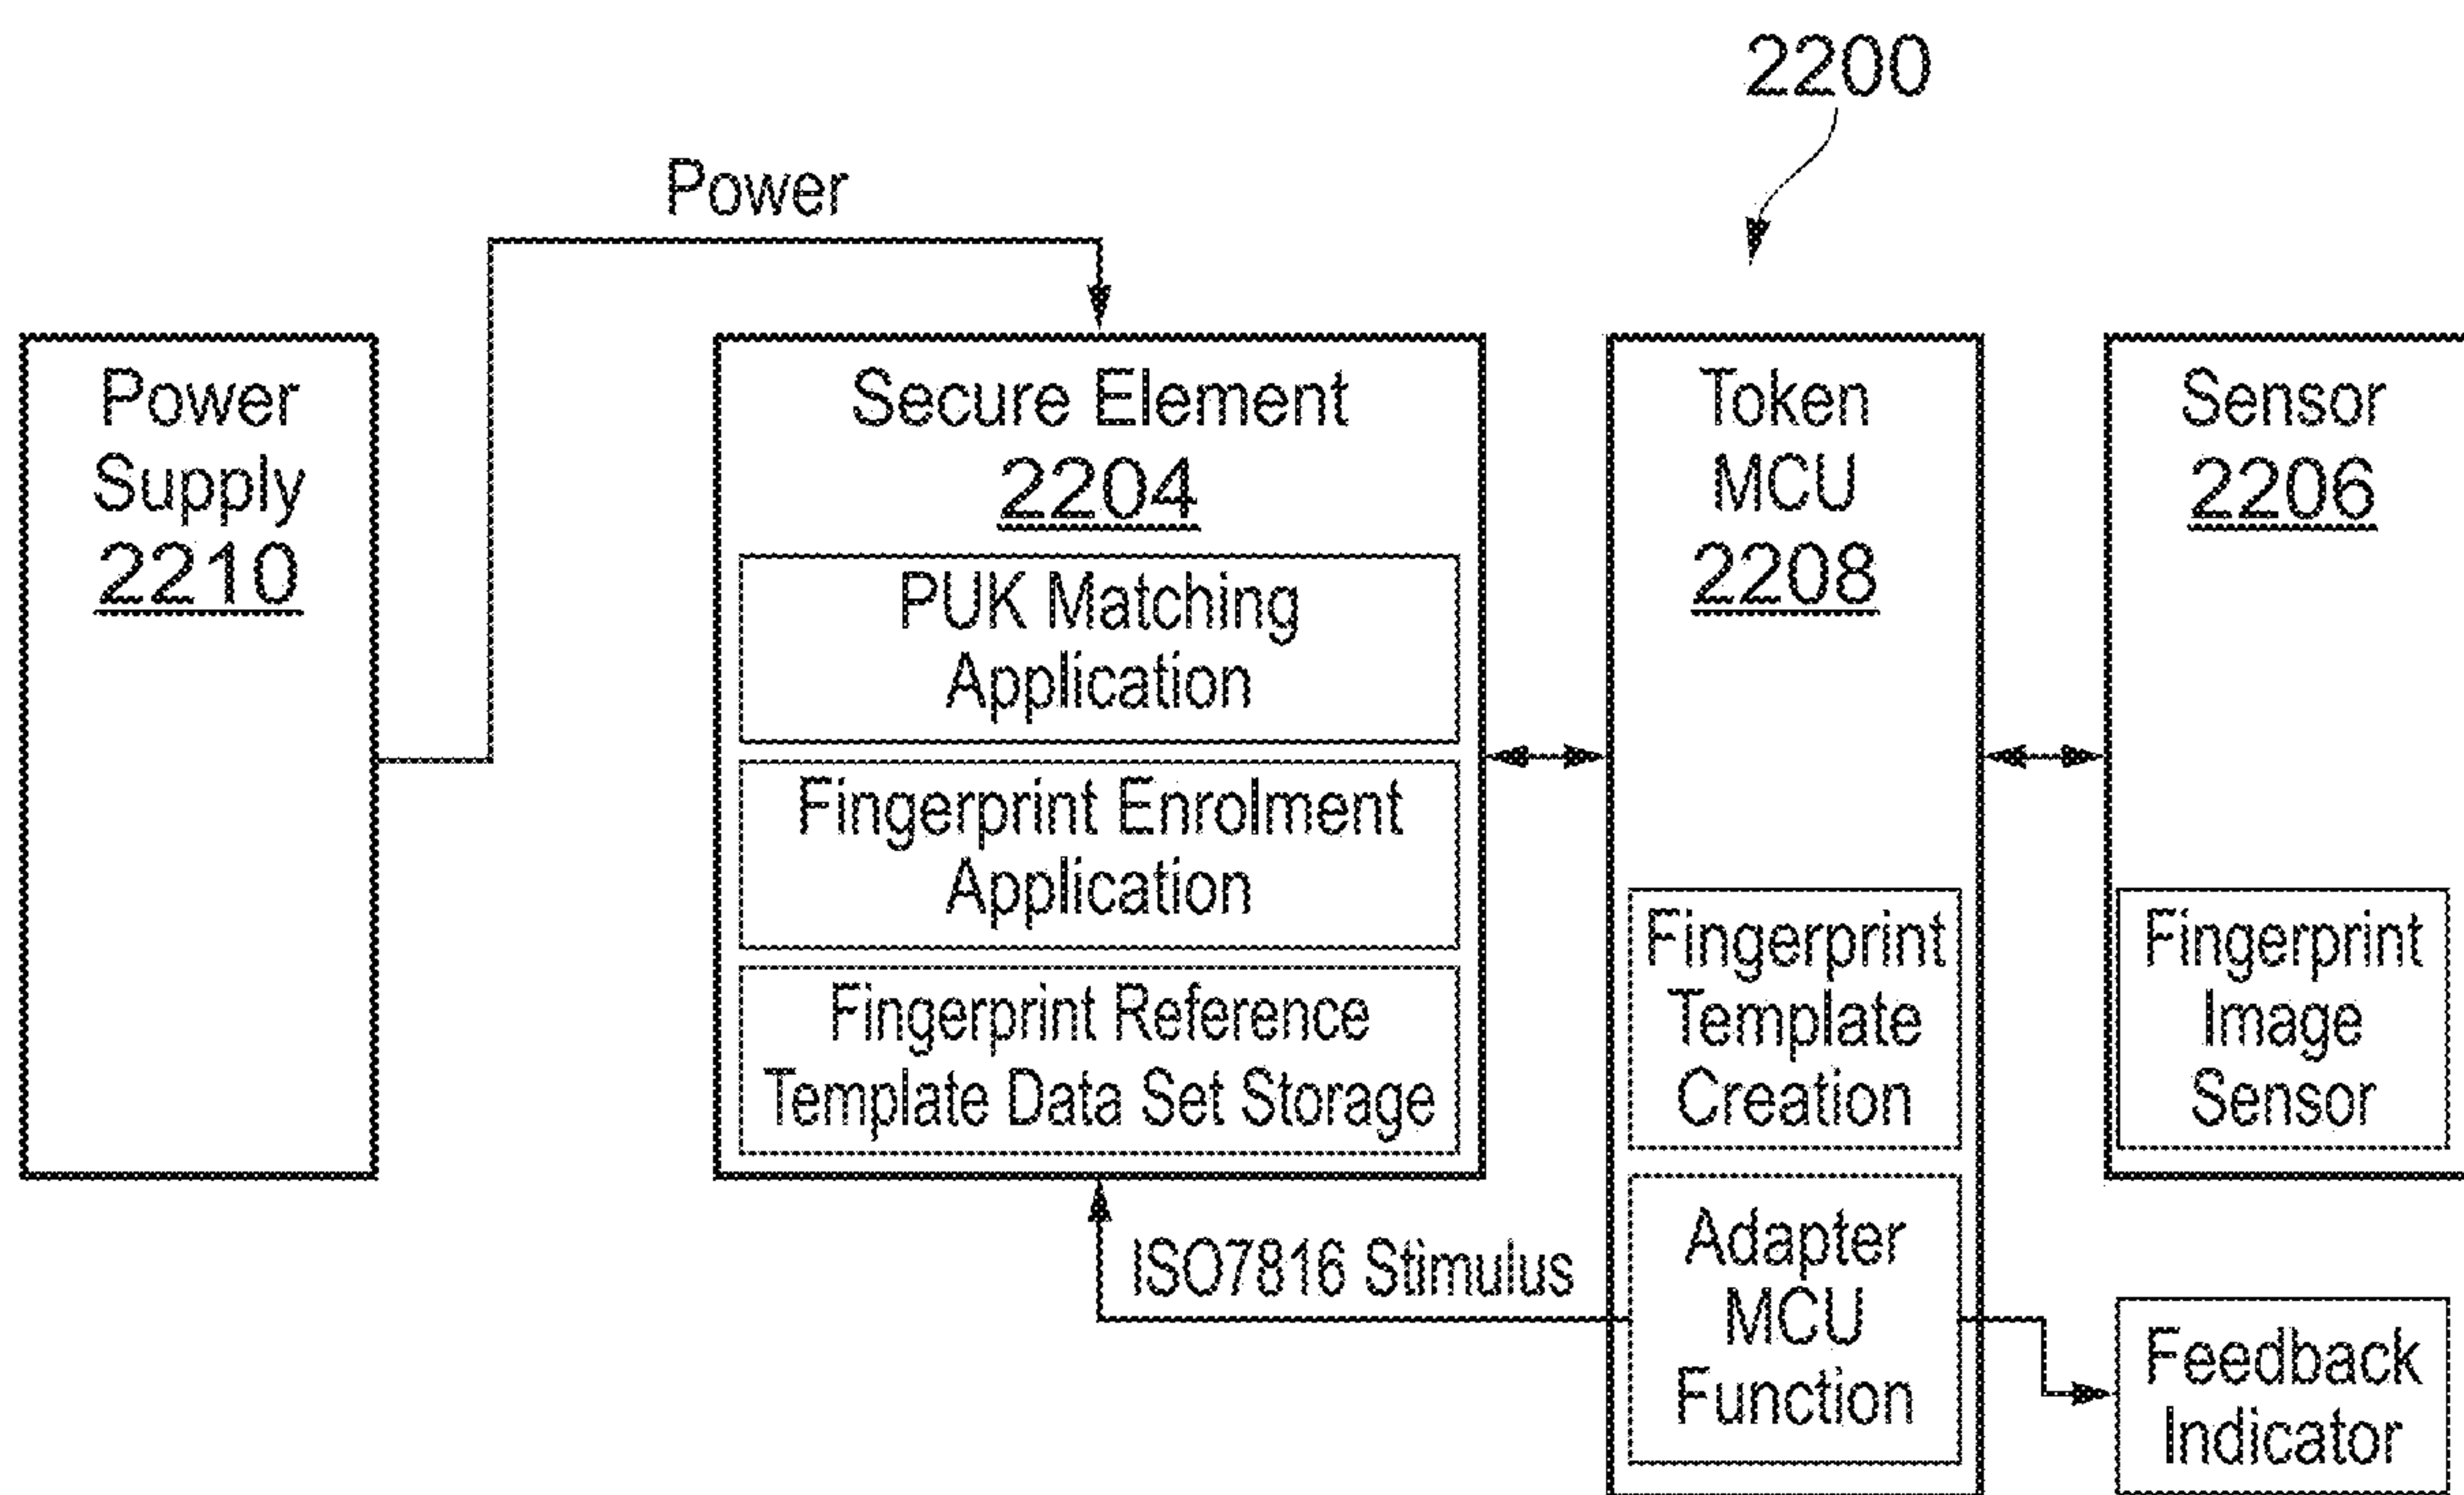 2200
Power
Power
Supply
2210
Secure Element
2204
PUK Matching
Application
Fingerprint Enrolment
Application
Fingerprint Reference
Template Data Set Storage
Token
MCU
2208
Fingerprint
Template
Creation
Adapter
MCU
Function
Sensor
2206
Fingerprint
Image
Sensor
ISO7816 Stimulus
Feedback
Indicator